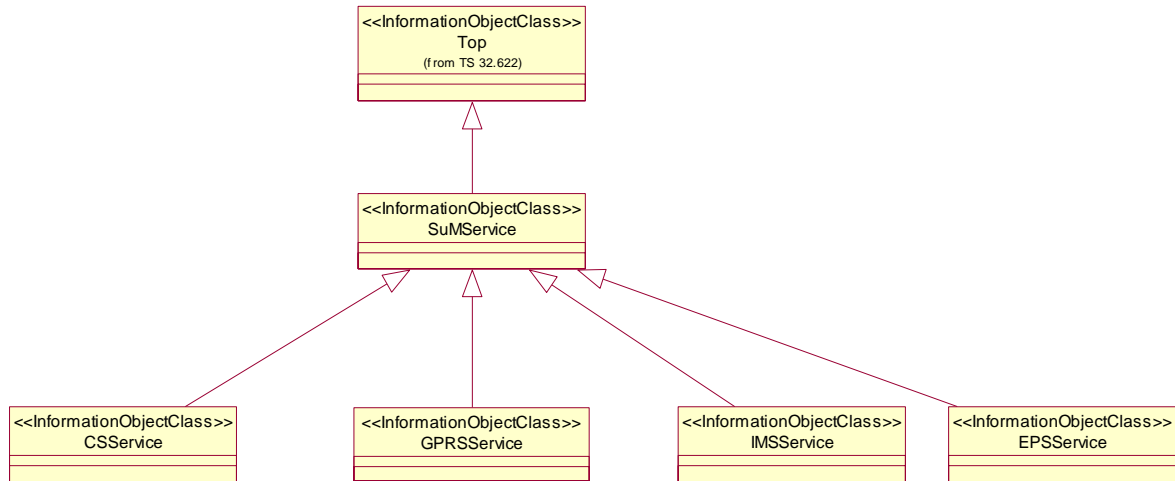 <<InformationObjectClass>>
Top
(from TS 32.622)
<<InformationObjectClass>>
SuMService
<<InformationObjectClass>>
CSService
<<InformationObjectClass>>
GPRSService
<<InformationObjectClass>>
IMSService
<<InformationObjectClass>>
EPSService